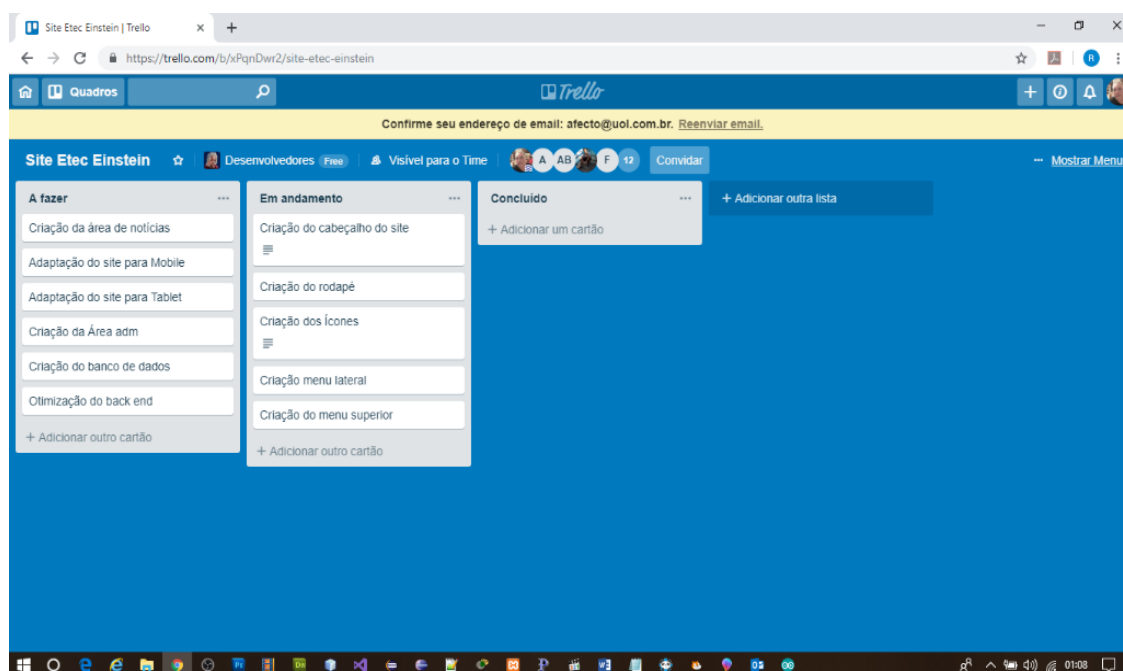 Site Etec Einstein | Trello
https://trello.com/b/xPqnDwr2/site-etec-einstein
R
Quadros
Trello
Confirme seu endereço de email: afecto@uol.com.br. Reenviar email.
Site Etec Einstein
Desenvolvedores Free
Visível para o Time
A AB F 12
Convidar
... Mostrar Menu
A fazer
Criação da área de notícias
Adaptação do site para Mobile
Adaptação do site para Tablet
Criação da Área adm
Criação do banco de dados
Otimização do back end
+ Adicionar outro cartão
Em andamento
Criação do cabeçalho do site
Criação do rodapé
Criação dos Ícones
Criação menu lateral
Criação do menu superior
+ Adicionar outro cartão
Concluído
+ Adicionar um cartão
+ Adicionar outra lista
Pr
Dw
01:08